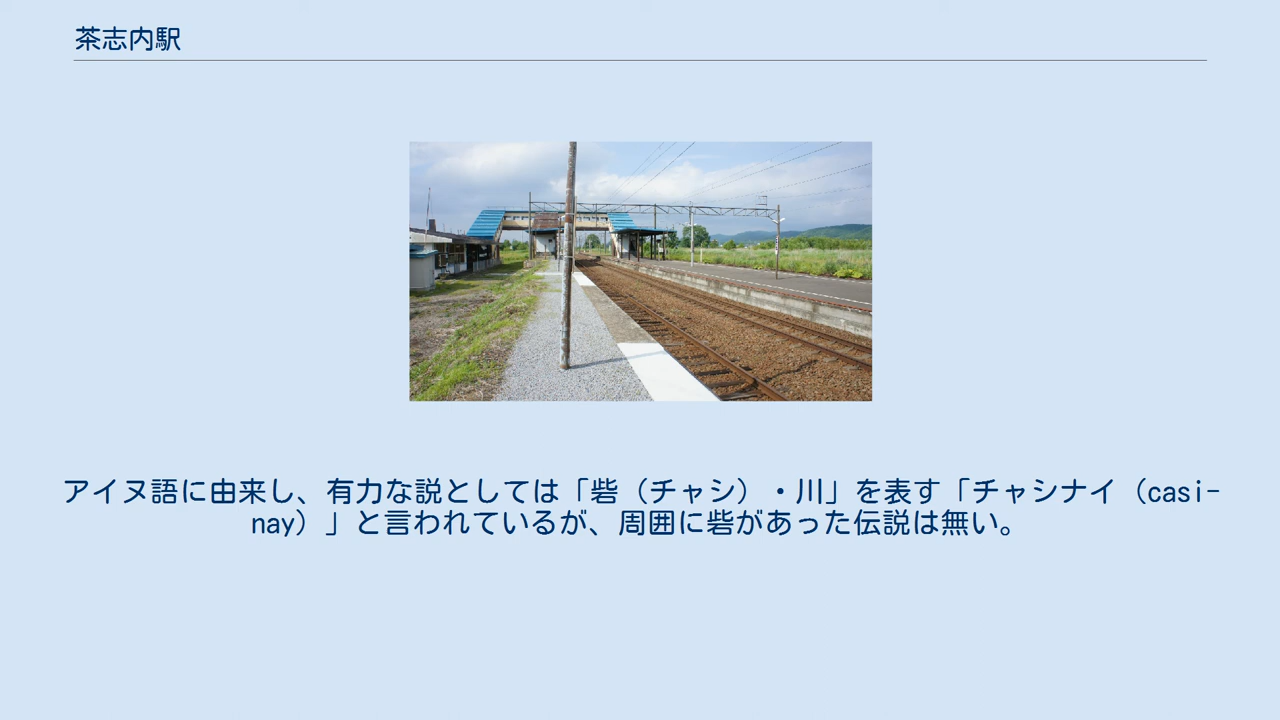 茶志内駅
アイヌ語に由来し、有力な説としては「砦（チャシ）・川」を表す「チャシナイ（casi-
nay）」と言われているが、周囲に砦があった伝説は無い。